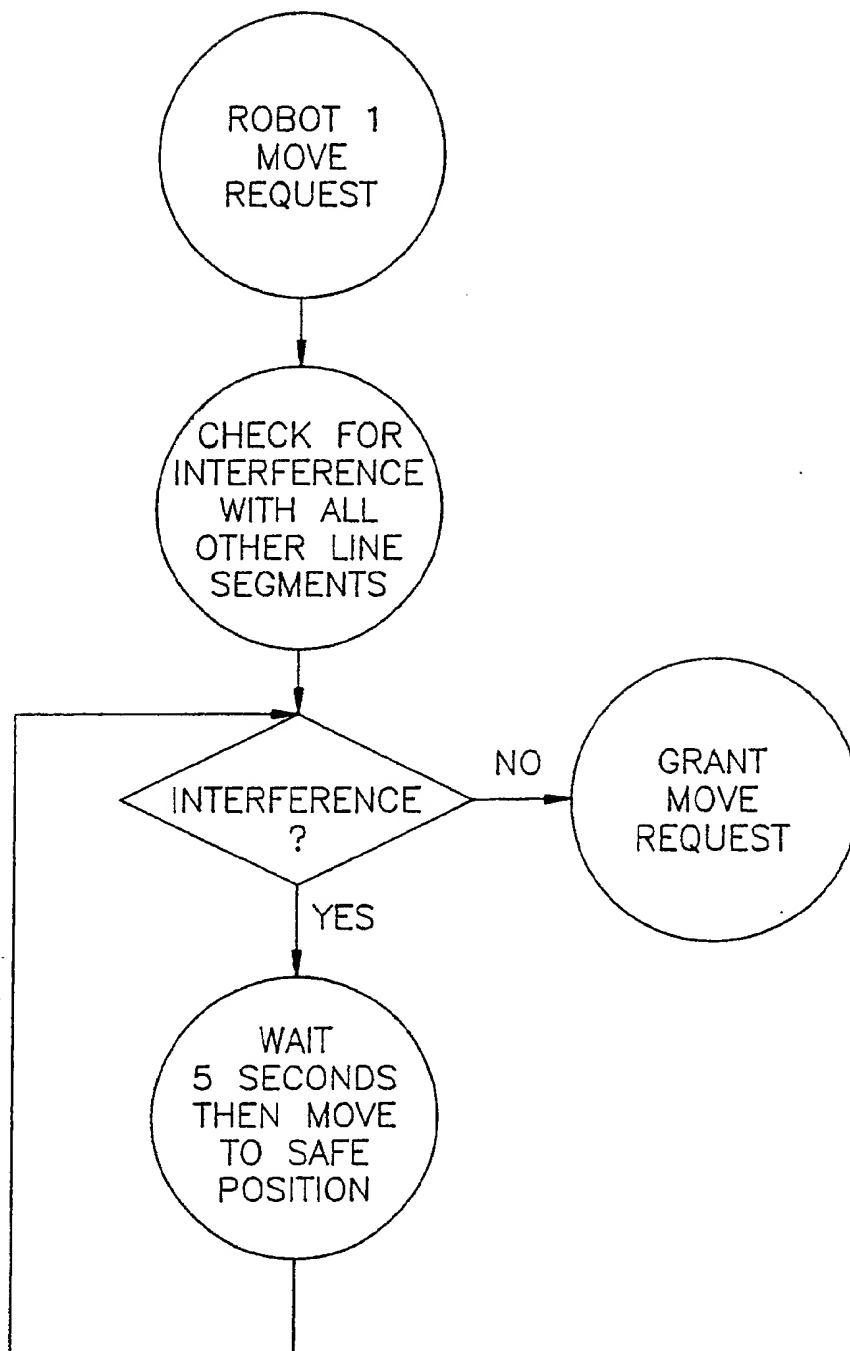 ROBOT 1
MOVE
REQUEST
CHECK FOR
INTERFERENCE
WITH ALL
OTHER LINE
SEGMENTS
INTERFERENCE
?
NO
GRANT
MOVE
REQUEST
YES
WAIT
5 SECONDS
THEN MOVE
TO SAFE
POSITION